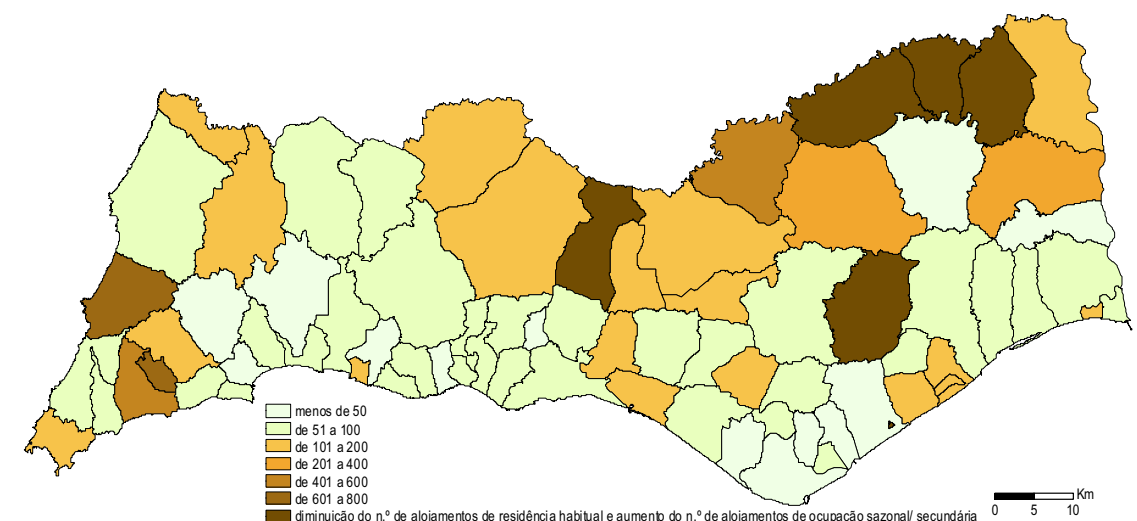 menos de 50
de 51 a 100
de 101 a 200
de 201 a 400
de 401 a 600
de 601 a 800
diminuição do n.º de alojamentos de residência habitual e aumento do n.º de alojamentos de ocupação sazonal/ secundária
Km
0 5 10